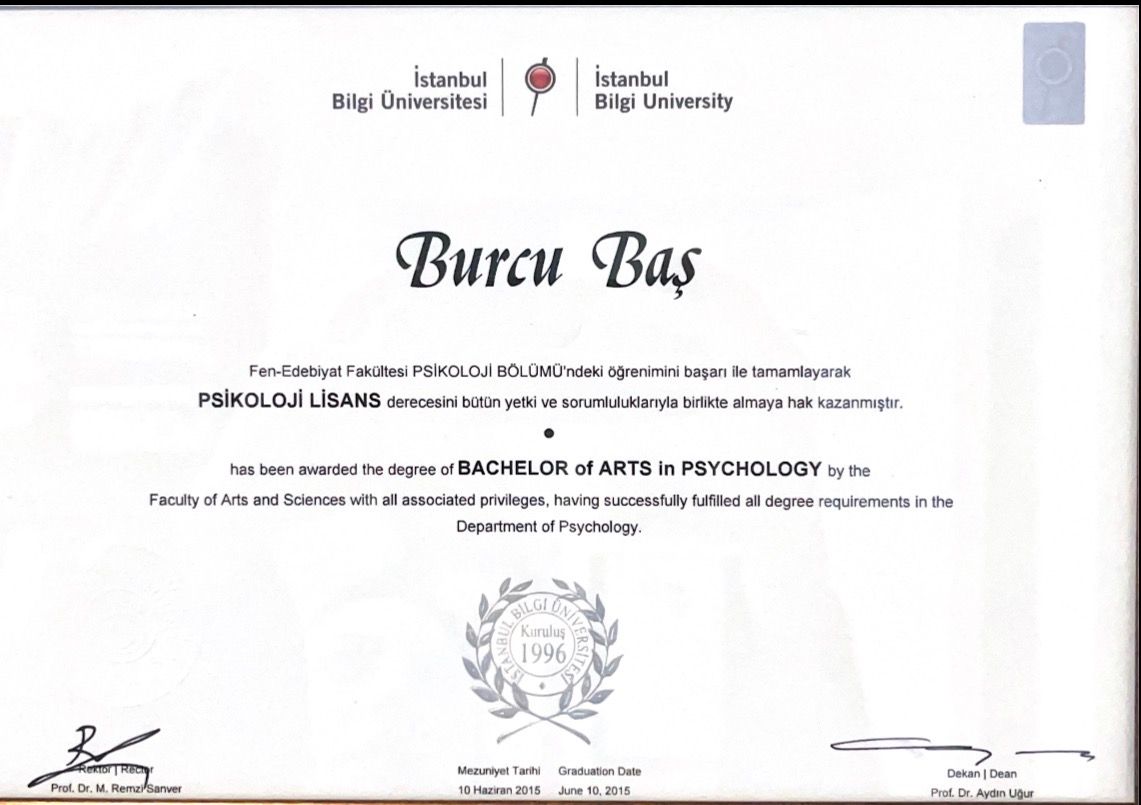 İstanbul
Bilgi Üniversitesi
İstanbul
Bilgi University
Burcu Baş
Fen-Edebiyat Fakültesi PSİKOLOJİ BÖLÜMÜ'ndeki öğrenimini başarı ile tamamlayarak
PSİKOLOJİ LİSANS derecesini bütün yetki ve sorumluluklarıyla birlikte almaya hak kazanmıştır.
has been awarded the degree of BACHELOR of ARTS in PSYCHOLOGY by the
Faculty of Arts and Sciences with all associated privileges, having successfully fulfilled all degree requirements in the
Department of Psychology.
İSTANBUL BİLGİ ÜNİVERSİTESİ
Kuruluş
1996
Rektör | Rector
Prof. Dr. M. Remzi Sanver
Mezuniyet Tarihi Graduation Date
10 Haziran 2015 June 10, 2015
Dekan | Dean
Prof. Dr. Aydın Uğur